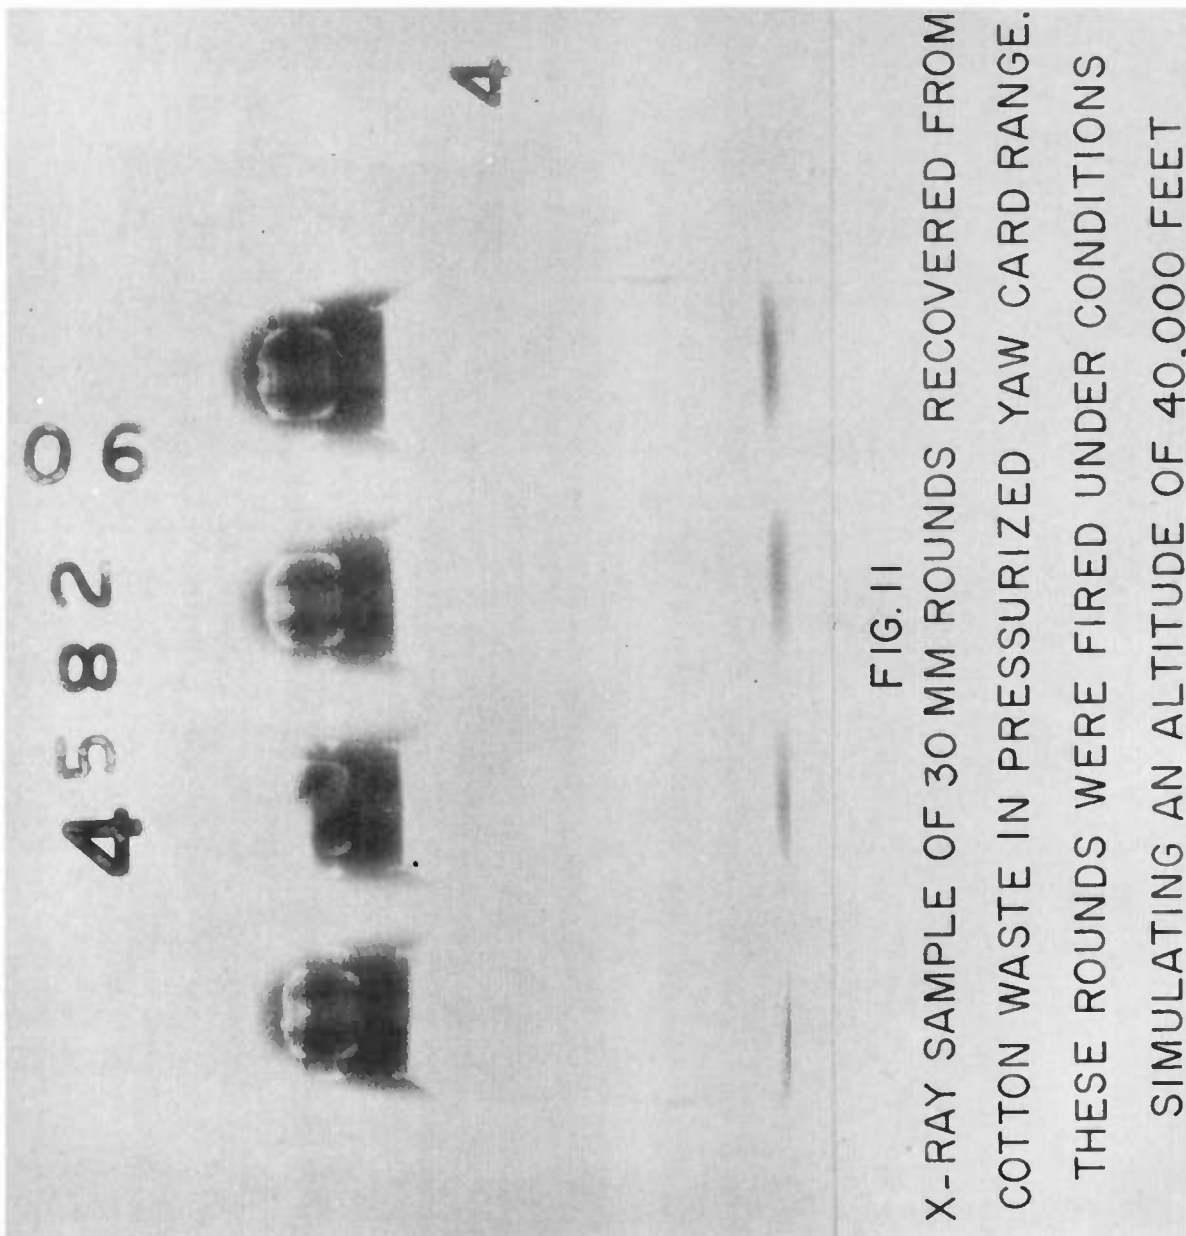 4582 06
4
FIG. 11
X-RAY SAMPLE OF 30 MM ROUNDS RECOVERED FROM
COTTON WASTE IN PRESSURIZED YAW CARD RANGE.
THESE ROUNDS WERE FIRED UNDER CONDITIONS
SIMULATING AN ALTITUDE OF 40,000 FEET